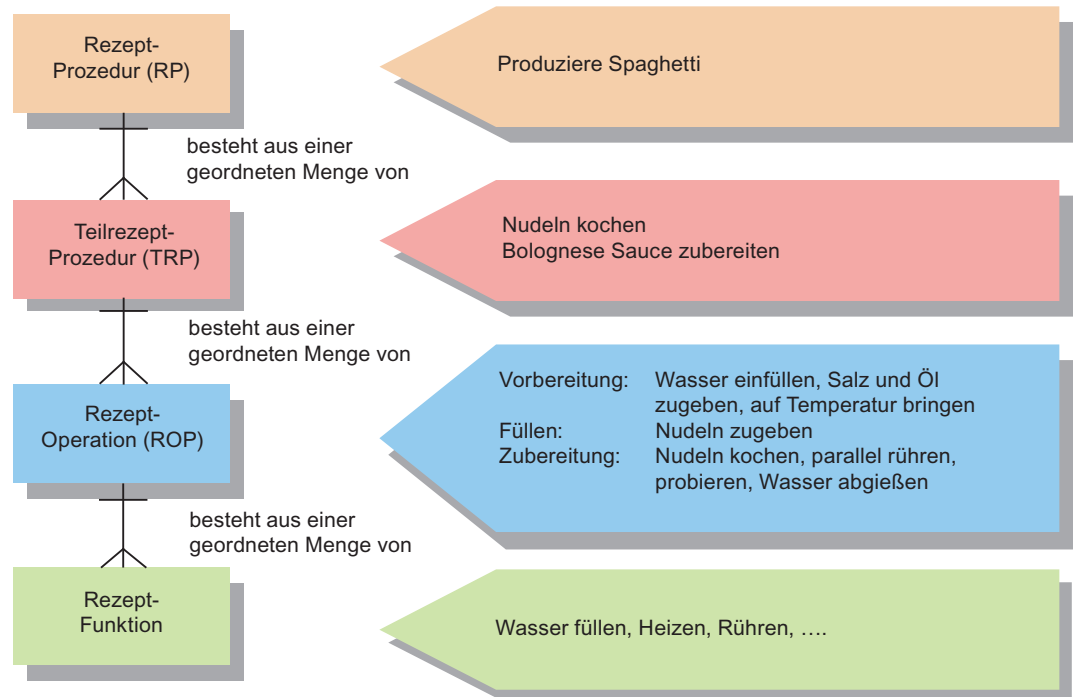 Rezept-
Prozedur (RP)
Produziere Spaghetti
besteht aus einer
geordneten Menge von
Teilrezept-
Prozedur (TRP)
Nudeln kochen
Bolognese Sauce zubereiten
besteht aus einer
geordneten Menge von
Rezept-
Operation (ROP)
Vorbereitung: Wasser einfüllen, Salz und Öl
zugeben, auf Temperatur bringen
Füllen: Nudeln zugeben
Zubereitung: Nudeln kochen, parallel rühren,
probieren, Wasser abgießen
besteht aus einer
geordneten Menge von
Rezept-
Funktion
Wasser füllen, Heizen, Rühren, ....